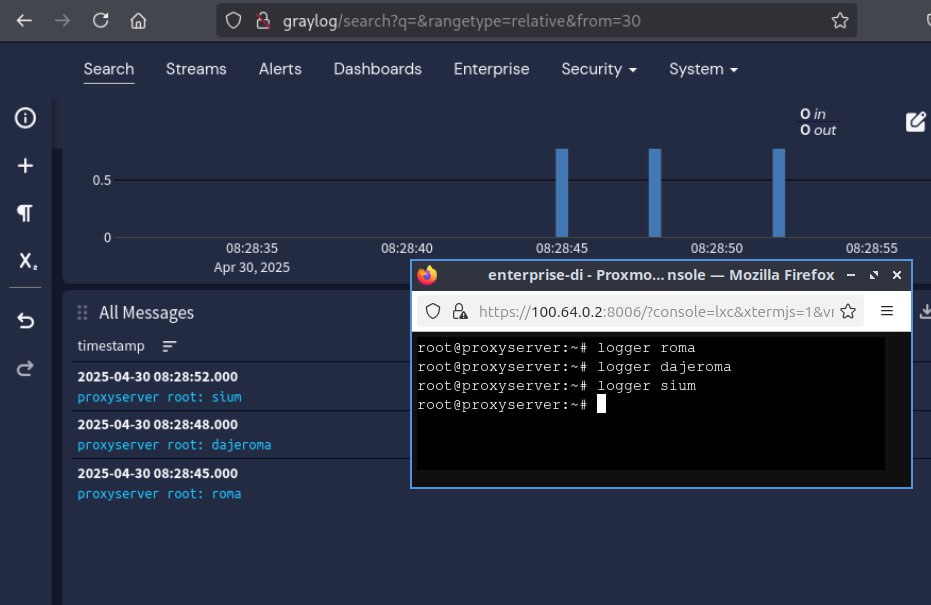 graylog/search?q=&rangetype=relative&from=30
Search Streams Alerts Dashboards Enterprise Security System
0 in
0 out
0.5
0
08:28:35 08:28:40 08:28:45 08:28:50 08:28:55
Apr 30, 2025
All Messages
timestamp
2025-04-30 08:28:52.000
proxyserver root: sium
2025-04-30 08:28:48.000
proxyserver root: dajeroma
2025-04-30 08:28:45.000
proxyserver root: roma
enterprise-di - Proxmo...nsole — Mozilla Firefox
https://100.64.0.2:8006/?console=lxc&xtermjs=1&
root@proxyserver:~# logger roma
root@proxyserver:~# logger dajeroma
root@proxyserver:~# logger sium
root@proxyserver:~#